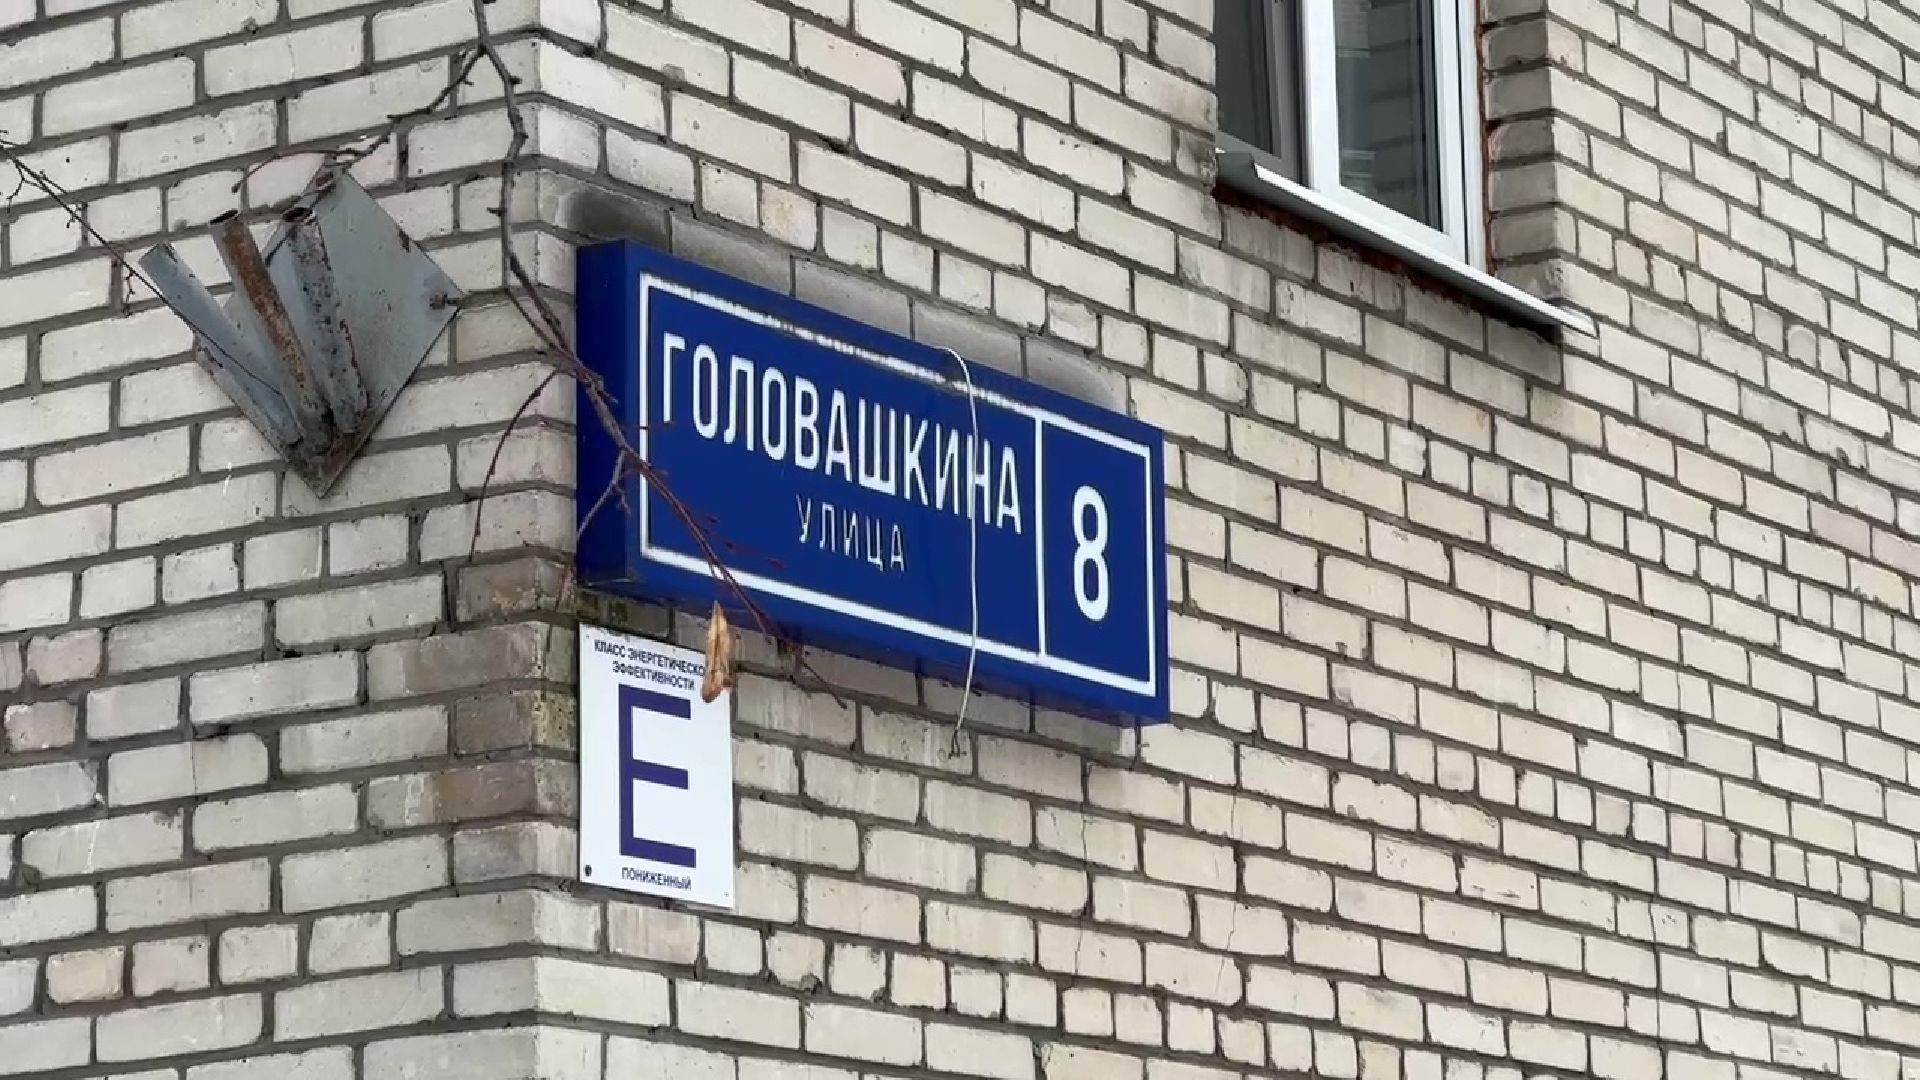 ГОЛОВАШКИНА
УЛИЦА
8
КЛАСС ЭНЕРГЕТИЧЕСКО
ЭФФЕКТИВНОСТИ
E
ПОНИЖЕННЫЙ